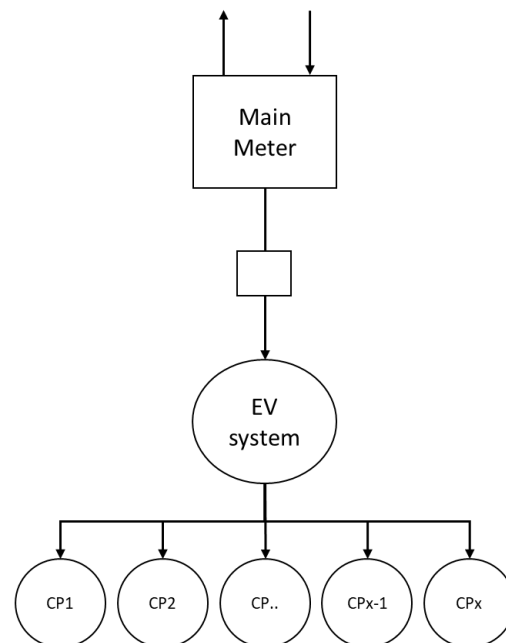 Main
Meter
EV
system
CP1
CP2
CP..
CPx-1
CPx